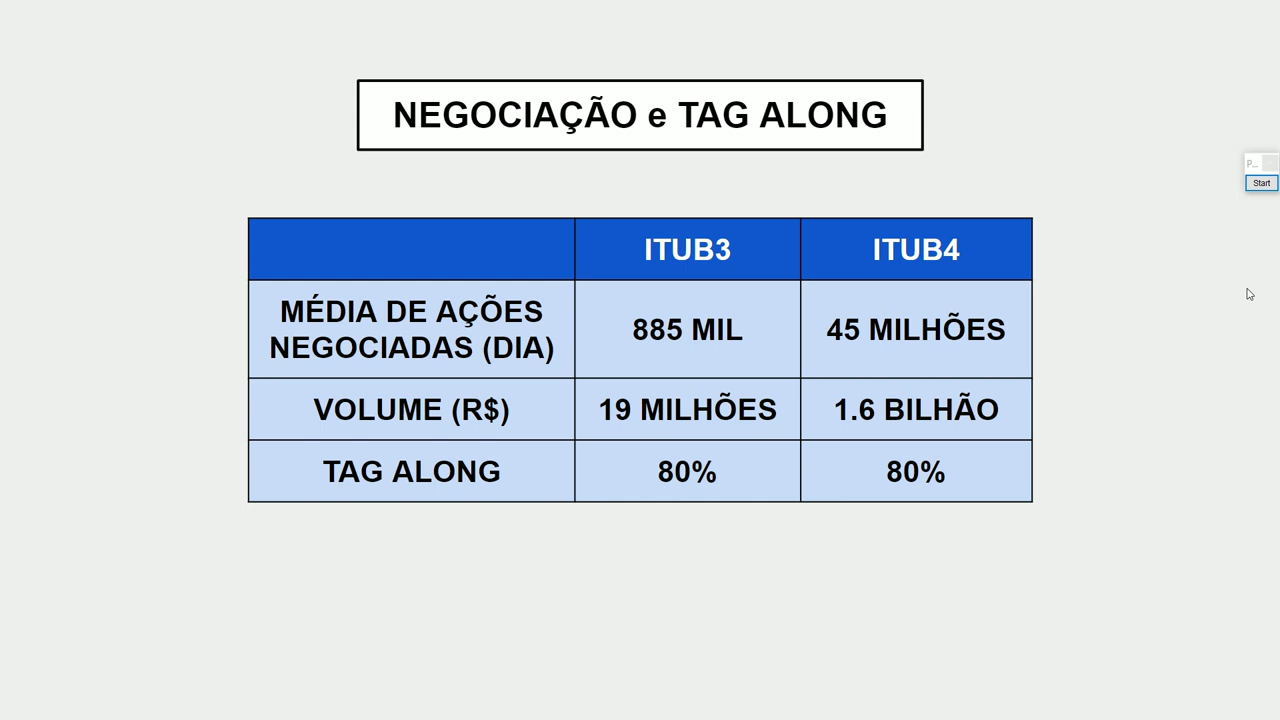 NEGOCIAÇÃO e TAG ALONG
P...
Start
ITUB3 ITUB4
MÉDIA DE AÇÕES
NEGOCIADAS (DIA) 885 MIL 45 MILHÕES
VOLUME (R$) 19 MILHÕES 1.6 BILHÃO
TAG ALONG 80% 80%